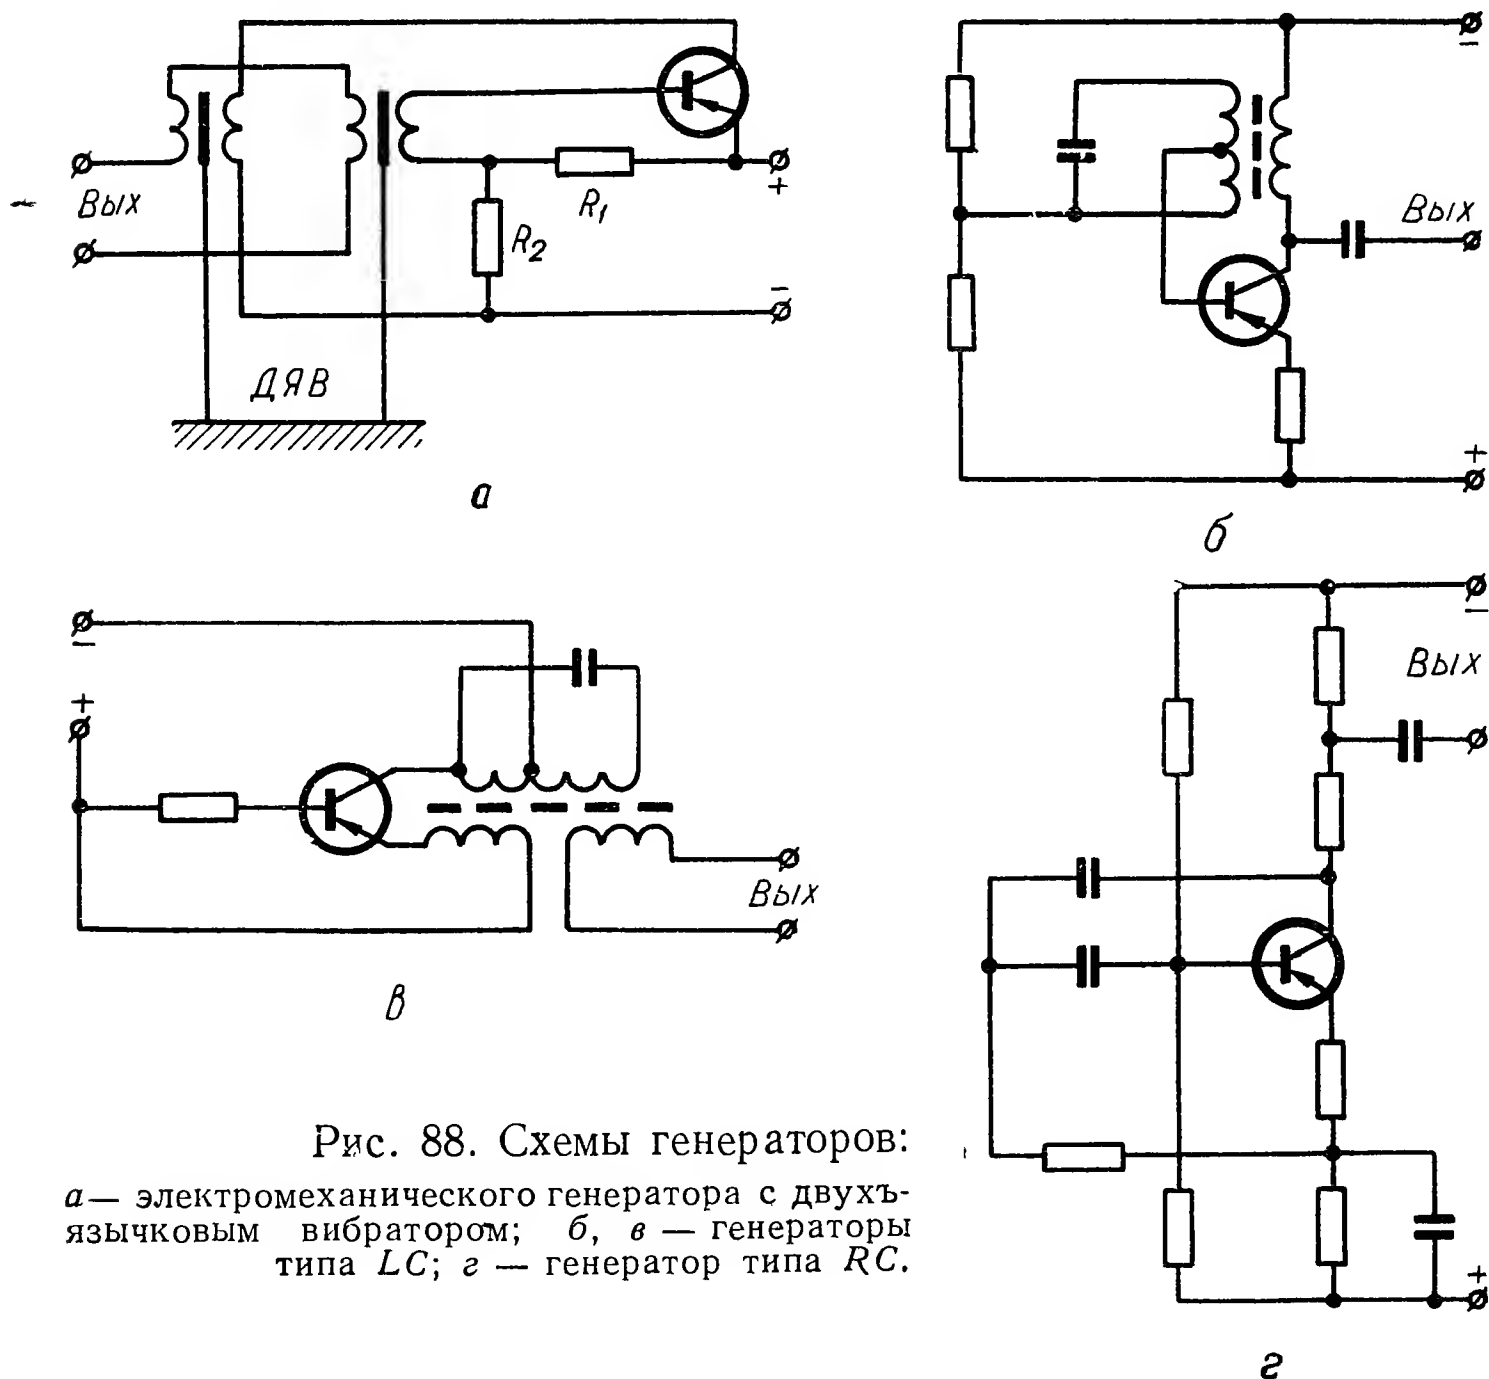 Вых
R₁
R₂
+
−
ДЯВ
а
−
Вых
+
б
−
+
Вых
в
−
Вых
+
г
Рис. 88. Схемы генераторов:
а— электромеханического генератора с двухъ-
язычковым вибратором; б, в — генераторы
типа LC; г — генератор типа RC.